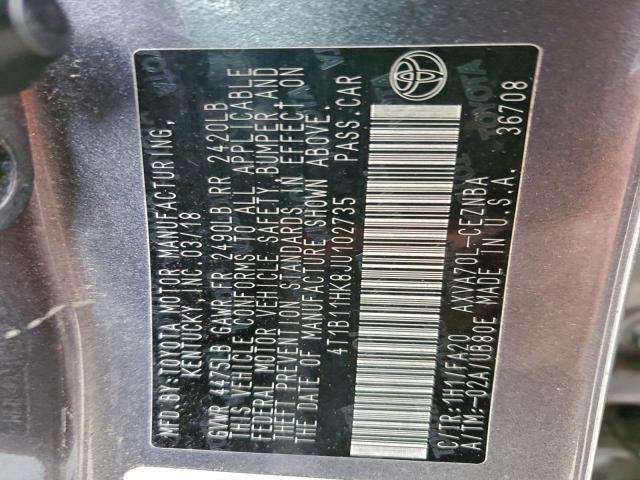 MFD.BY:TOYOTA MOTOR MANUFACTURING,
KENTUCKY, INC. 03/18
GVWR 4475LB GAWR FR 2490LB RR 2420LB
THIS VEHICLE CONFORMS TO ALL APPLICABLE
FEDERAL MOTOR VEHICLE SAFETY, BUMPER, AND
THEFT PREVENTION STANDARDS IN EFFECT ON
THE DATE OF MANUFACTURE SHOWN ABOVE.
4T1B11HK8JU102735 PASS.CAR
TOYOTA
C/TR:1H1/FA20 AXVA70L-CEZNBA
A/TM:-02A/UB80E MADE IN U.S.A. 36708